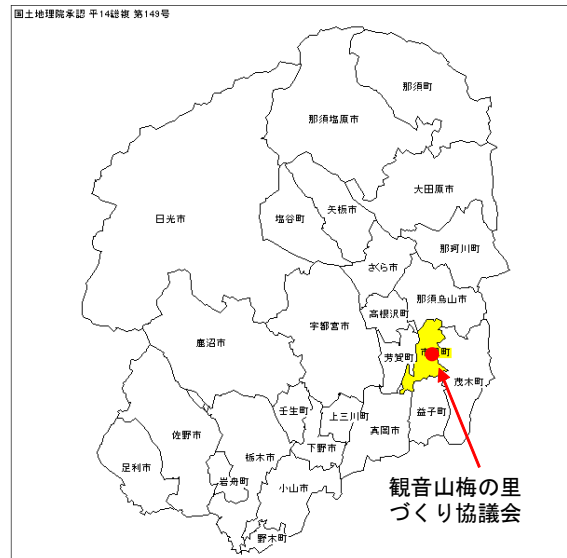 国土地理院承認 平14総複 第149号
那須町
那須塩原市
大田原市
矢板市
塩谷町
日光市
那珂川町
さくら市
那須烏山市
高根沢町
宇都宮市
鹿沼市
芳賀町
茂木町
壬生町
上三川町
益子町
真岡市
佐野市
下野市
栃木市
足利市
岩舟町
小山市
野木町
観音山梅の里
づくり協議会